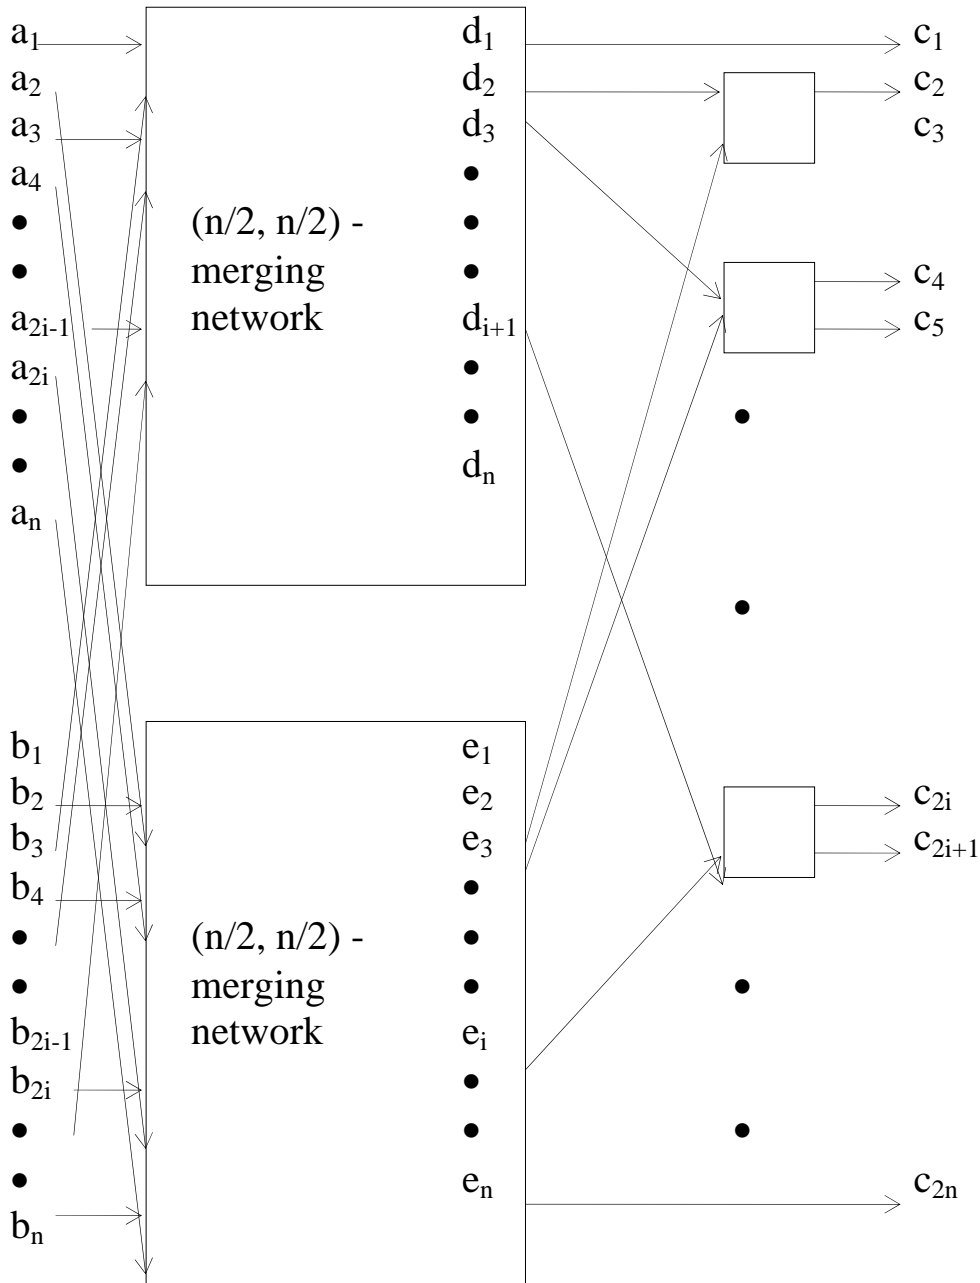 a1
a2
a3
a4
•
•
a2i-1
a2i
•
•
an
(n/2, n/2) -
merging
network
d1
d2
d3
•
•
•
di+1
•
•
dn
c1
c2
c3
c4
c5
•
•
b1
b2
b3
b4
•
•
b2i-1
b2i
•
•
bn
(n/2, n/2) -
merging
network
e1
e2
e3
•
•
•
ei
•
•
en
c2i
c2i+1
•
•
c2n